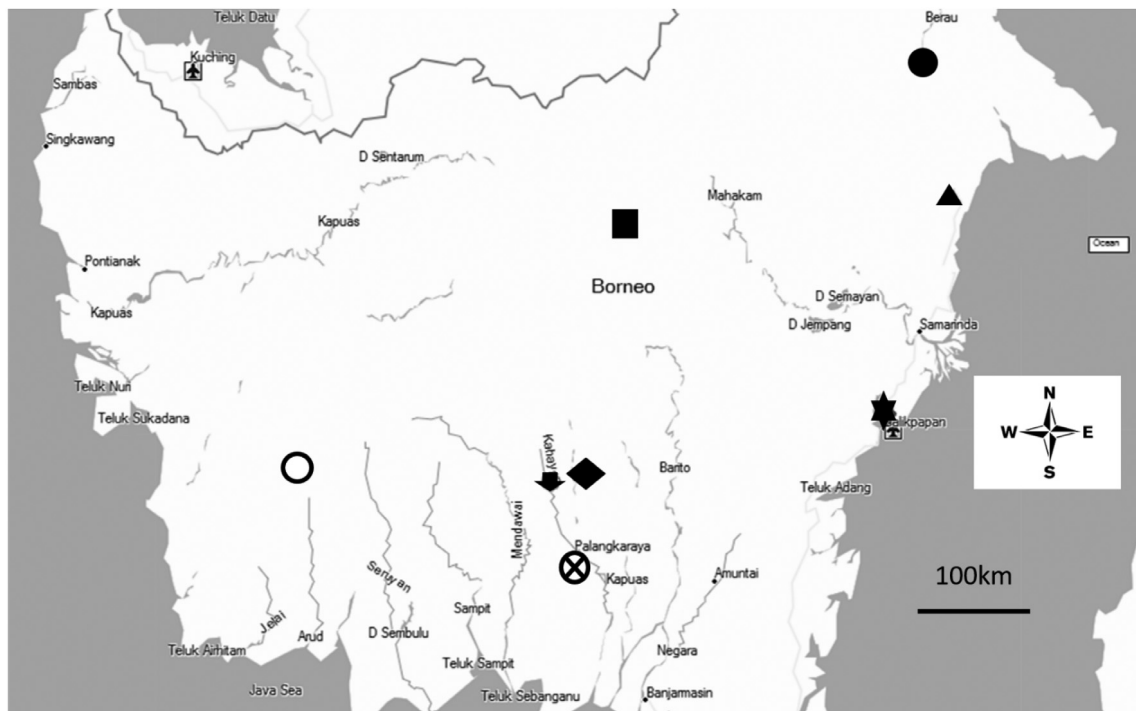 Teluk Datu
Berau
Kuching
Sambas
Singkawang
D Sentarum
Mahakam
Kapuas
Ocean
Pontianak
Borneo
D Semayan
Kapuas
D Jempang
Samarinda
Teluk Nuri
Teluk Sukadana
N
W E
S
Balikpapan
Barito
Teluk Adang
Mendawai
Palangkaraya
Kapuas
Amuntai
100km
Seruyan
Sampit
Jelai
Arud
D Sembulu
Teluk Airhitam
Negara
Teluk Sampit
Java Sea
Teluk Sebanganu
Banjarmasin